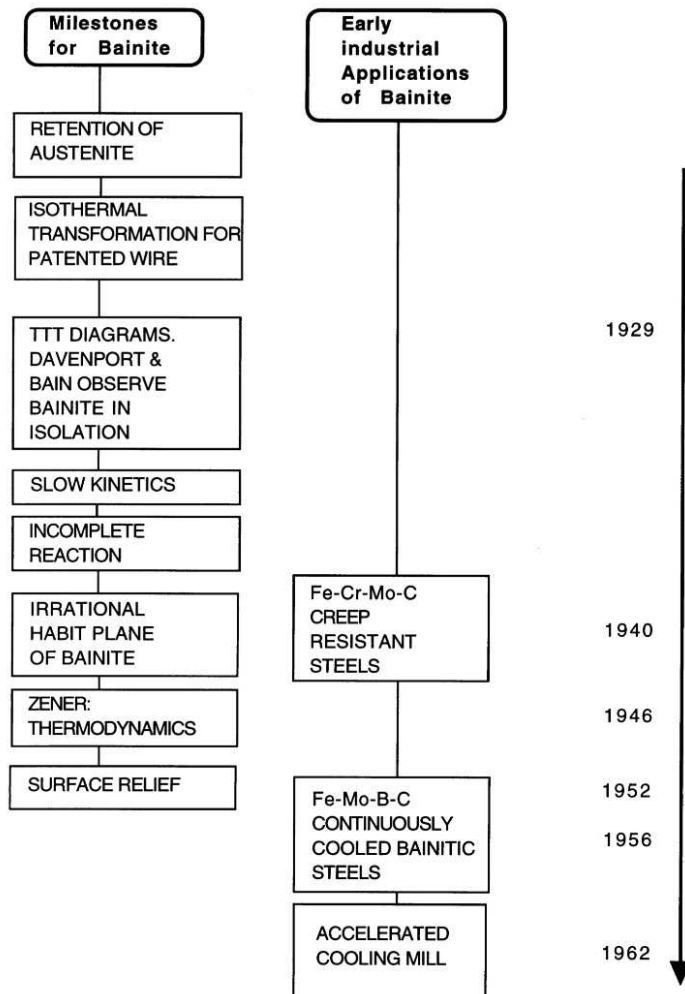 Milestones
for Bainite
RETENTION OF
AUSTENITE
ISOTHERMAL
TRANSFORMATION FOR
PATENTED WIRE
TTT DIAGRAMS.
DAVENPORT &
BAIN OBSERVE
BAINITE IN
ISOLATION
SLOW KINETICS
INCOMPLETE
REACTION
IRRATIONAL
HABIT PLANE
OF BAINITE
ZENER:
THERMODYNAMICS
SURFACE RELIEF
Early
industrial
Applications
of Bainite
Fe-Cr-Mo-C
CREEP
RESISTANT
STEELS
Fe-Mo-B-C
CONTINUOUSLY
COOLED BAINITIC
STEELS
ACCELERATED
COOLING MILL
1929
1940
1946
1952
1956
1962